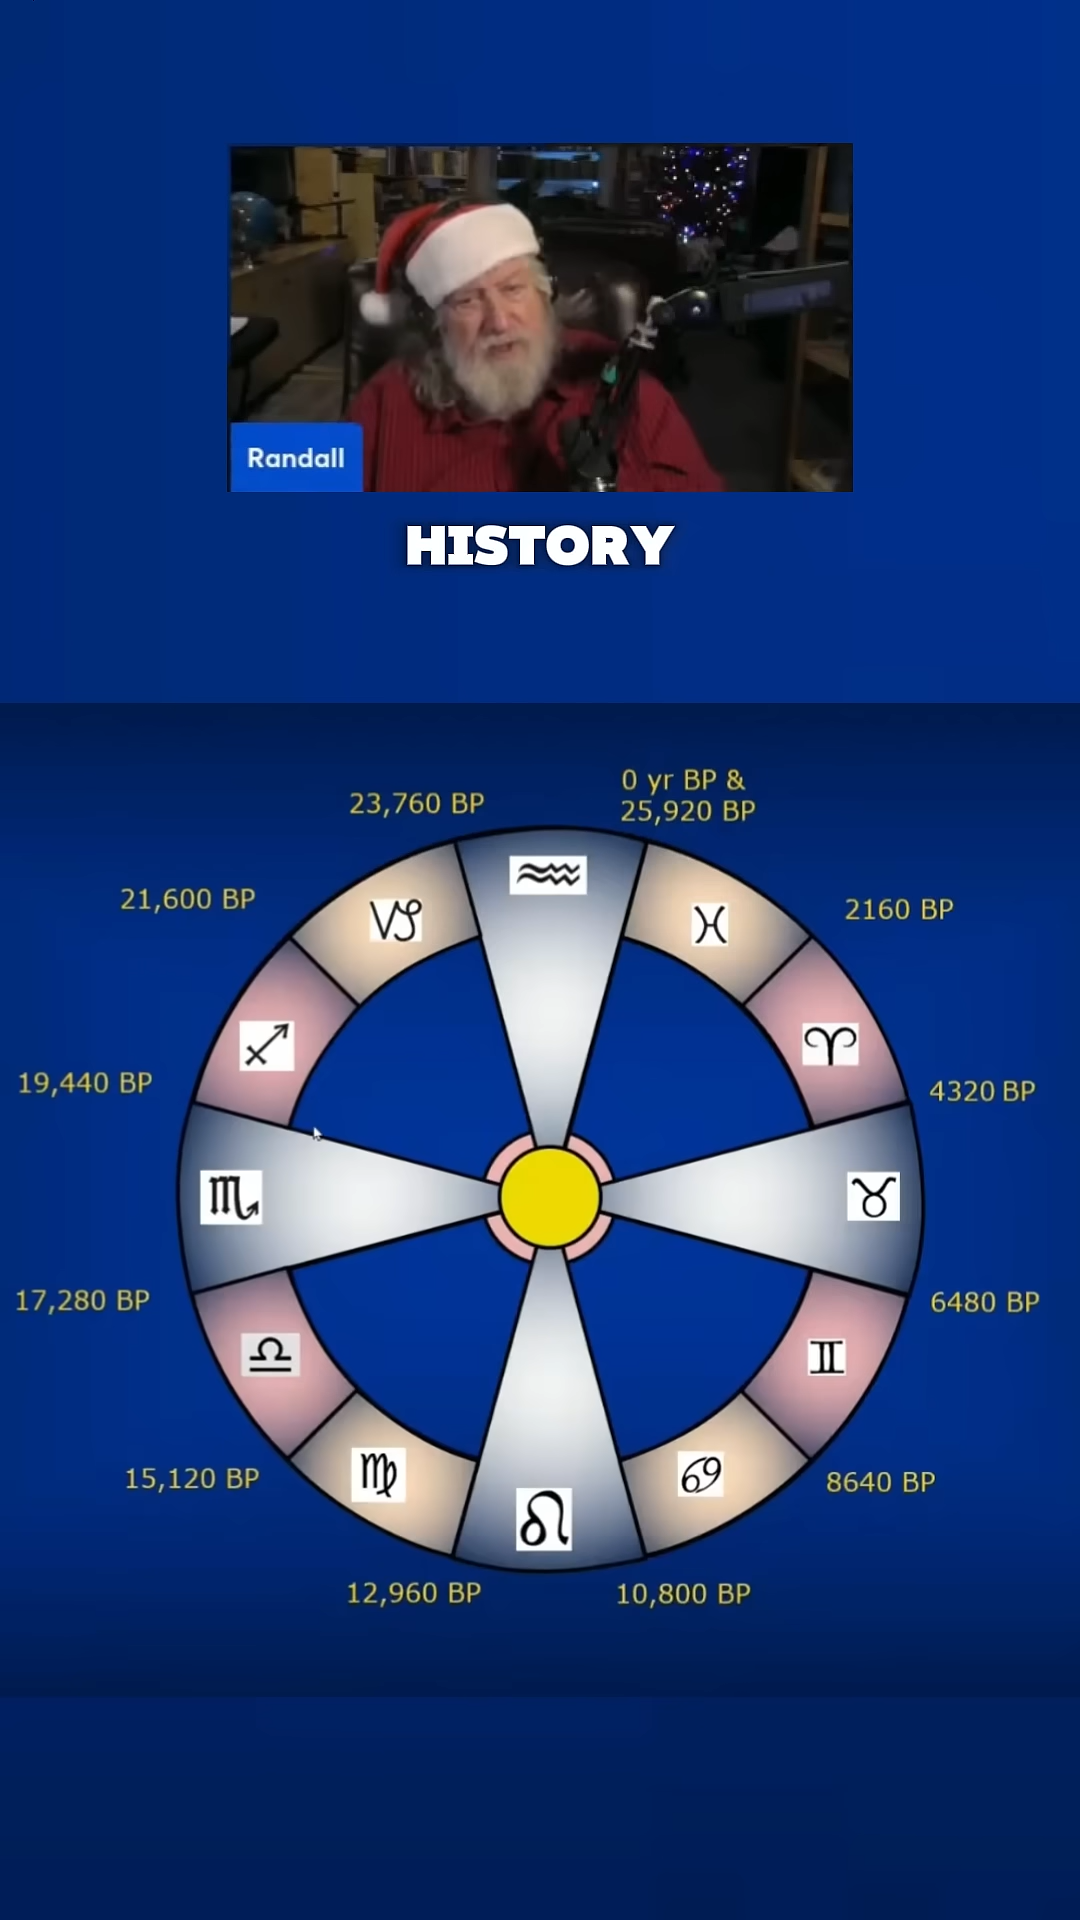 Randall
HISTORY
0 yr BP &
25,920 BP
23,760 BP
21,600 BP
2160 BP
19,440 BP
4320 BP
17,280 BP
6480 BP
15,120 BP
8640 BP
12,960 BP
10,800 BP